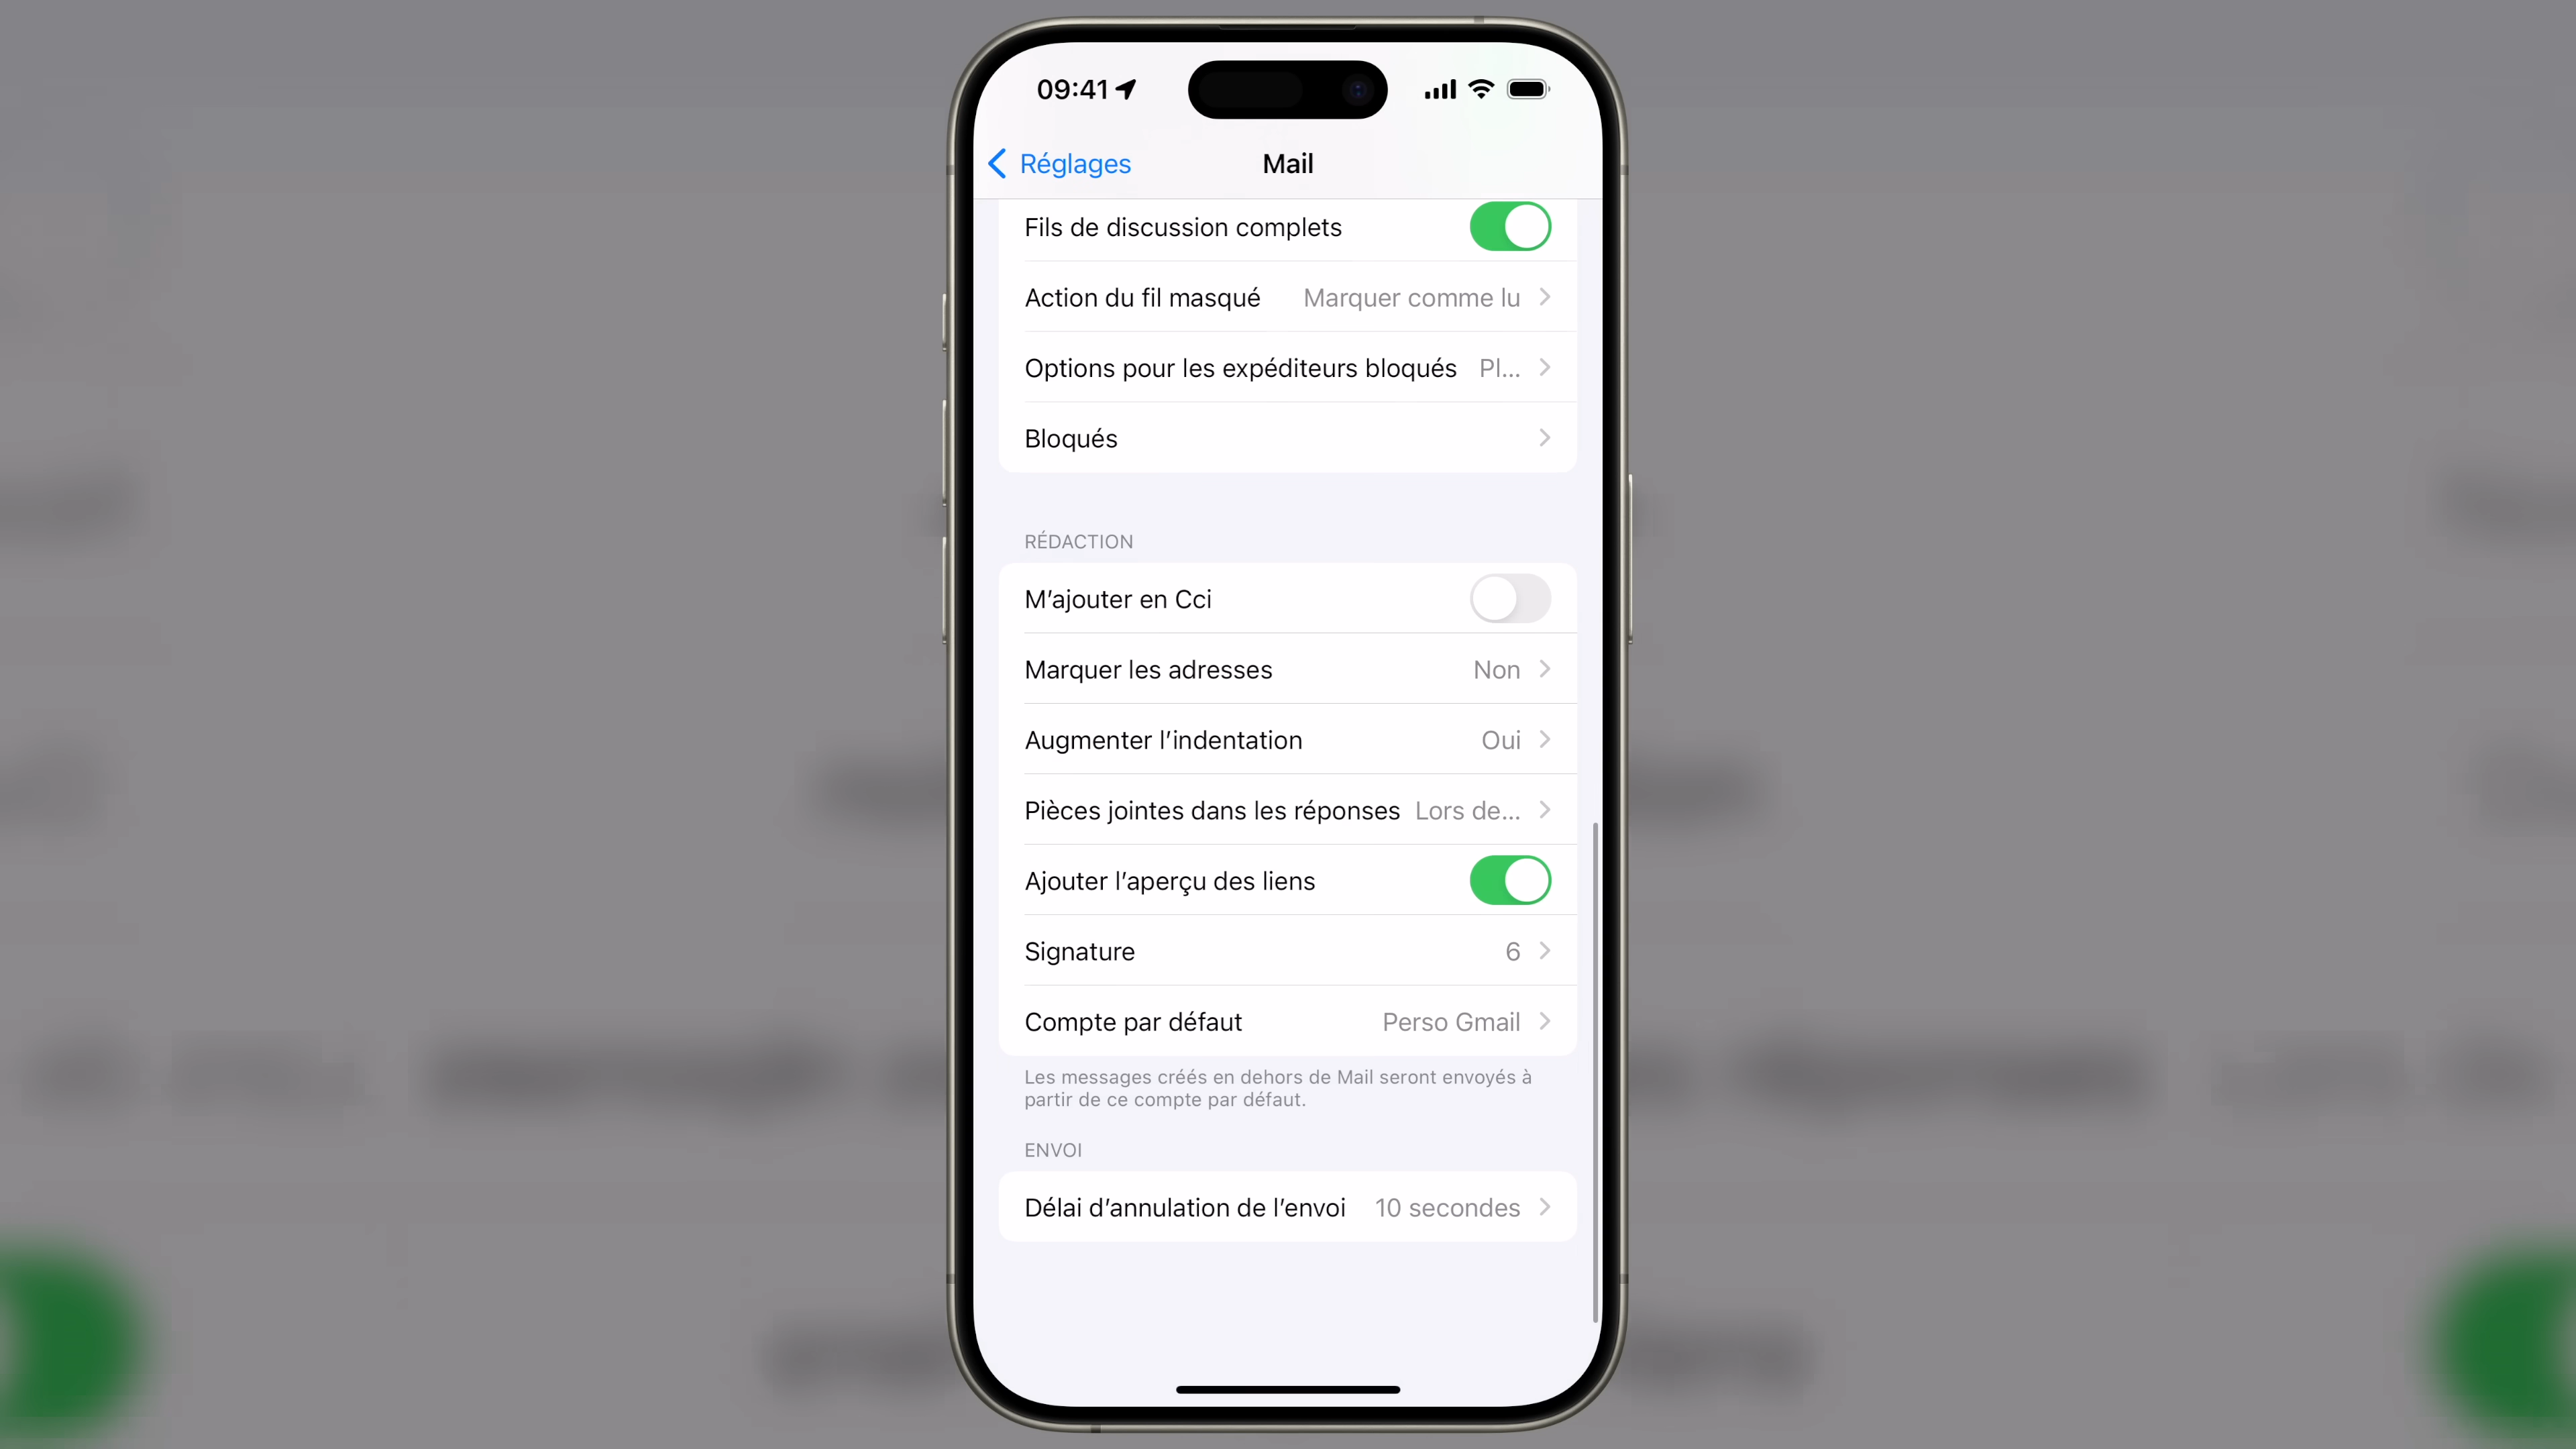 09:41
Réglages
Mail
Fils de discussion complets
Action du fil masqué Marquer comme lu
Options pour les expéditeurs bloqués Pl...
Bloqués
RÉDACTION
M’ajouter en Cci
Marquer les adresses Non
Augmenter l’indentation Oui
Pièces jointes dans les réponses Lors de...
Ajouter l’aperçu des liens
Signature 6
Compte par défaut Perso Gmail
Les messages créés en dehors de Mail seront envoyés à
partir de ce compte par défaut.
ENVOI
Délai d’annulation de l’envoi 10 secondes